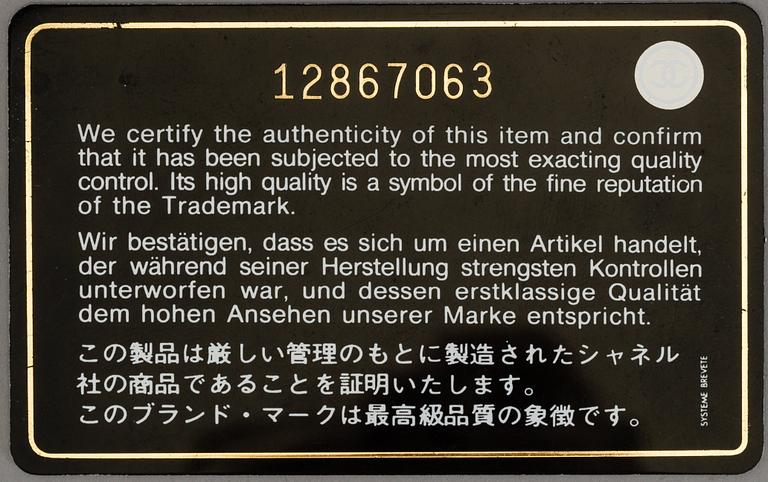 12867063
We certify the authenticity of this item and confirm
that it has been subjected to the most exacting quality
control. Its high quality is a symbol of the fine reputation
of the Trademark.
Wir bestätigen, dass es sich um einen Artikel handelt,
der während seiner Herstellung strengsten Kontrollen
unterworfen war, und dessen erstklassige Qualität
dem hohen Ansehen unserer Marke entspricht.
この製品は厳しい管理のもとに製造されたシャネル
社の商品であることを証明いたします。
このブランド・マークは最高級品質の象徴です。
SYSTEME BREVETE